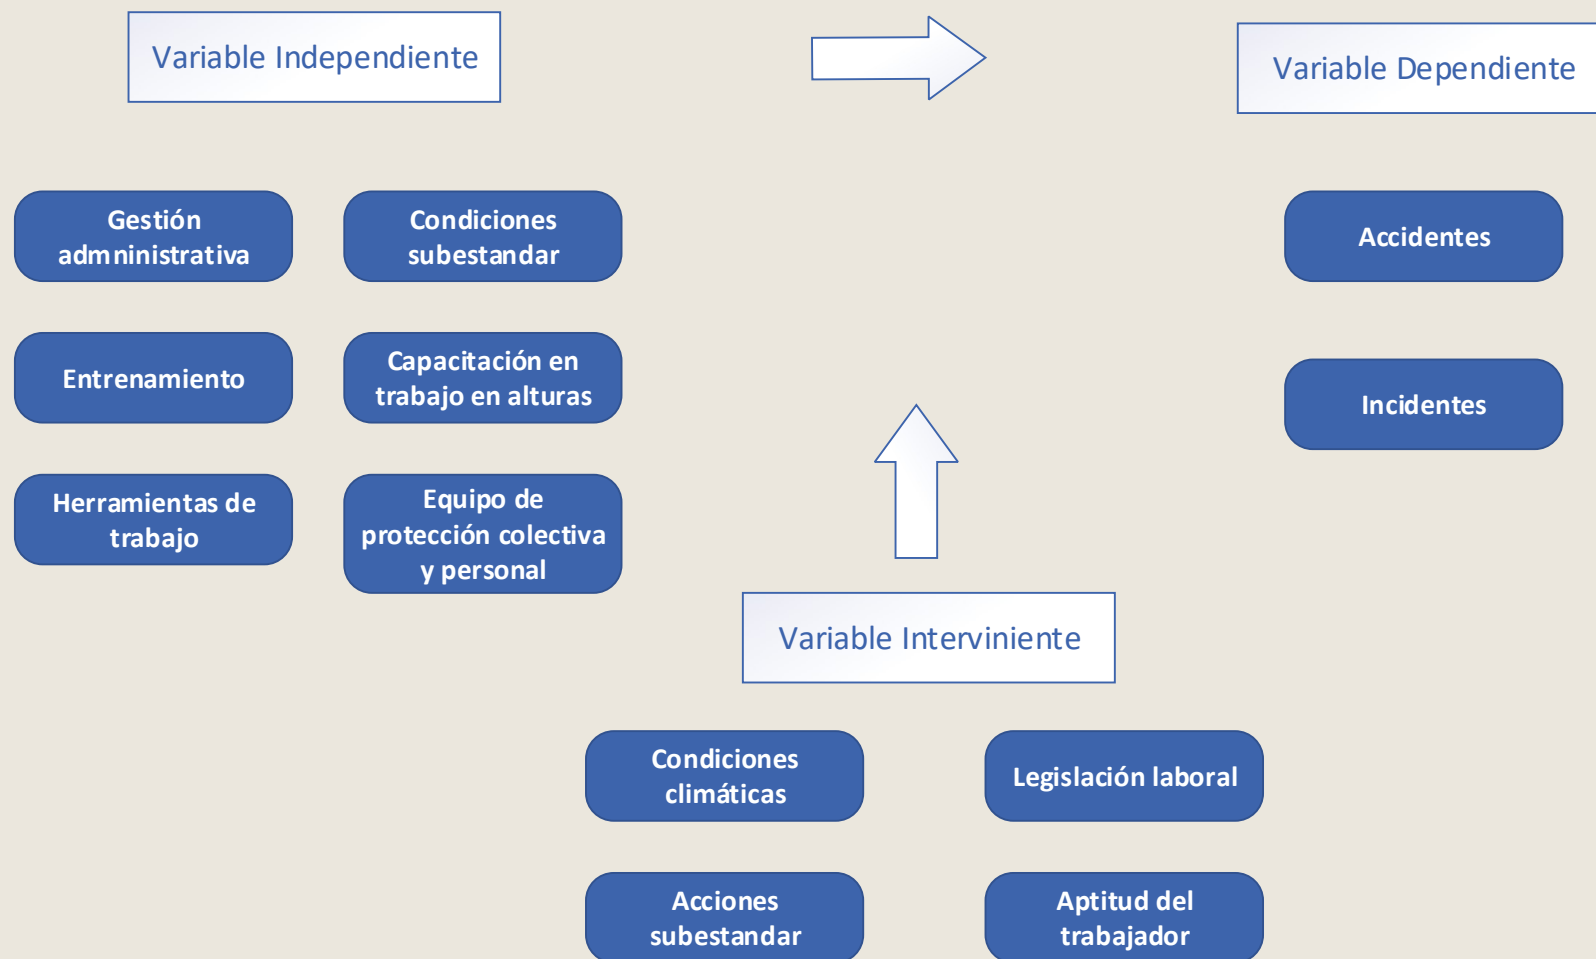 Variable Independiente
Variable Dependiente
Gestión
admninistrativa
Condiciones
subestandar
Accidentes
Entrenamiento
Capacitación en
trabajo en alturas
Incidentes
Herramientas de
trabajo
Equipo de
protección colectiva
y personal
Variable Interviniente
Condiciones
climáticas
Legislación laboral
Acciones
subestandar
Aptitud del
trabajador